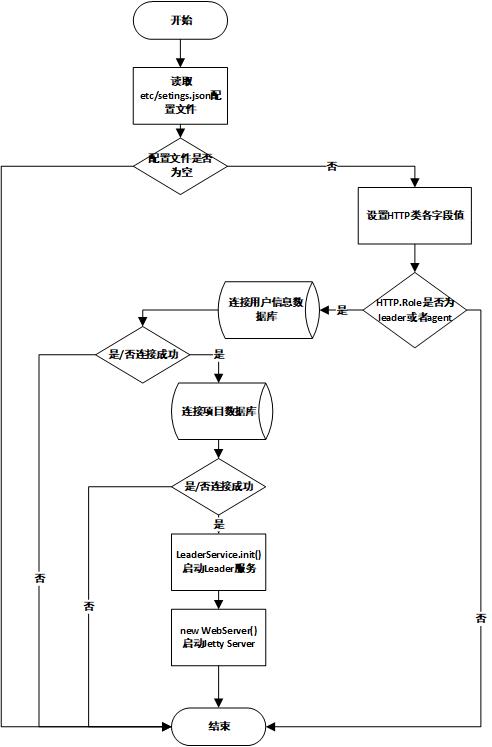 开始
读取
etc/setings.json配
置文件
配置文件是否
为空
否
设置HTTP类各字段值
HTTP.Role是否为
leader或者agent
是
连接用户信息数
据库
是/否连接成功
是
连接项目数据库
是/否连接成功
是
LeaderService.init()
启动Leader服务
否
否
否
new WebServer()
启动Jetty Server
结束